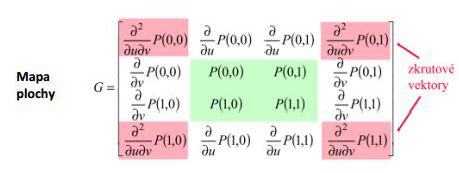 ∂²/∂u∂v P(0,0) ∂/∂u P(0,0) ∂/∂u P(0,1) ∂²/∂u∂v P(0,1)
zkrutové
vektory
Mapa
plochy
G =
∂/∂v P(0,0) P(0,0) P(0,1) ∂/∂v P(0,1)
∂/∂v P(1,0) P(1,0) P(1,1) ∂/∂v P(1,1)
∂²/∂u∂v P(1,0) ∂/∂u P(1,0) ∂/∂u P(1,1) ∂²/∂u∂v P(1,1)